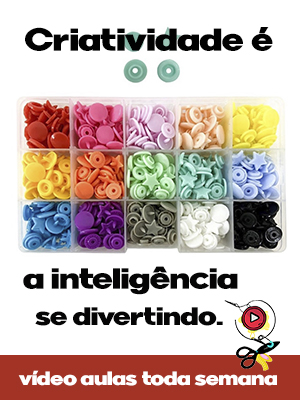 Criatividade é
a inteligência
se divertindo.
vídeo aulas toda semana